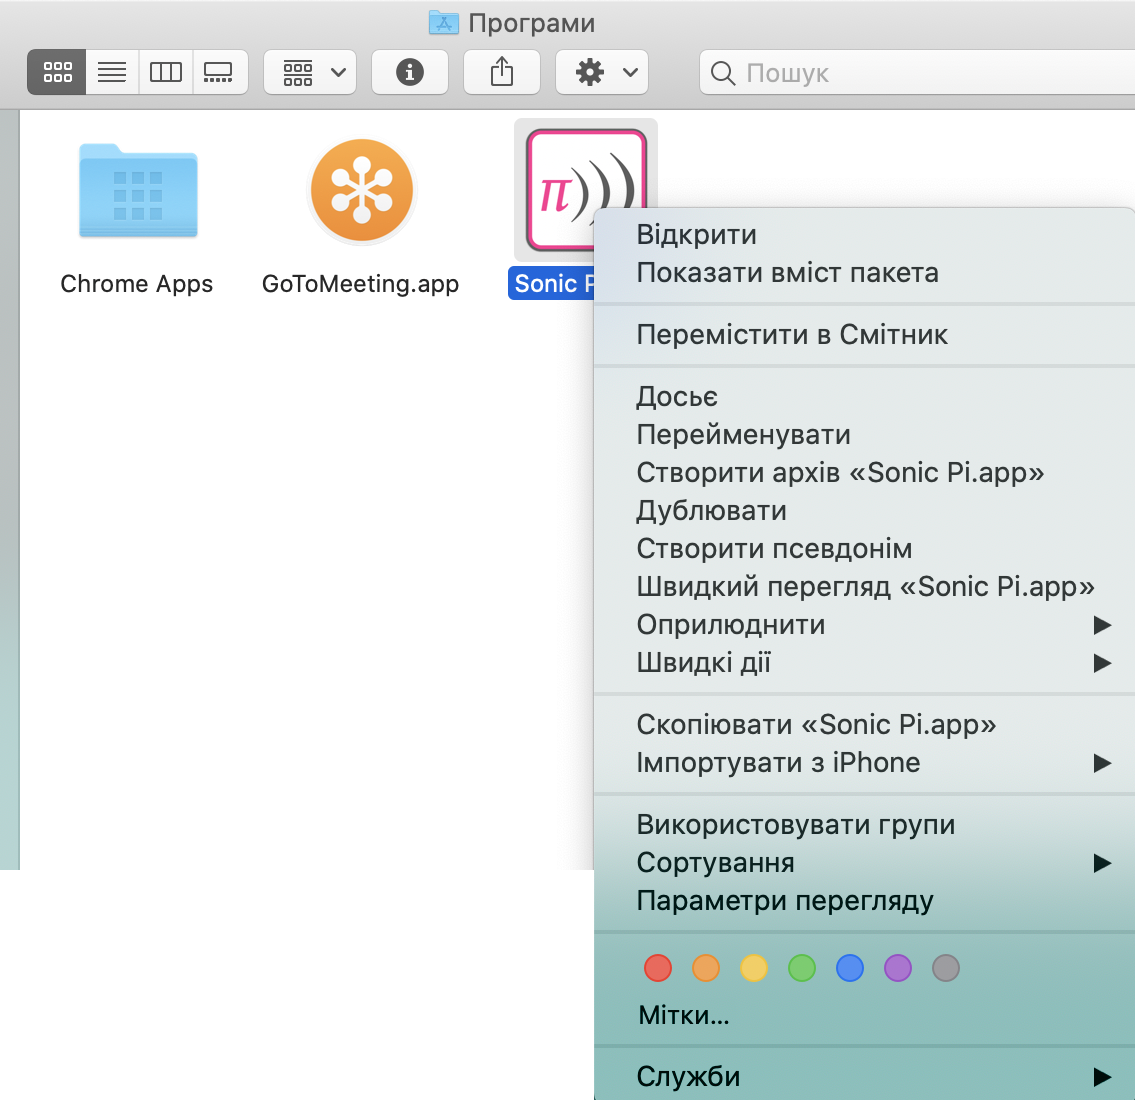 Програми
Пошук
Chrome Apps
GoToMeeting.app
Sonic P
Відкрити
Показати вміст пакета
Перемістити в Смітник
Досьє
Перейменувати
Створити архів «Sonic Pi.app»
Дублювати
Створити псевдонім
Швидкий перегляд «Sonic Pi.app»
Оприлюднити
Швидкі дії
Скопіювати «Sonic Pi.app»
Імпортувати з iPhone
Використовувати групи
Сортування
Параметри перегляду
Мітки...
Служби